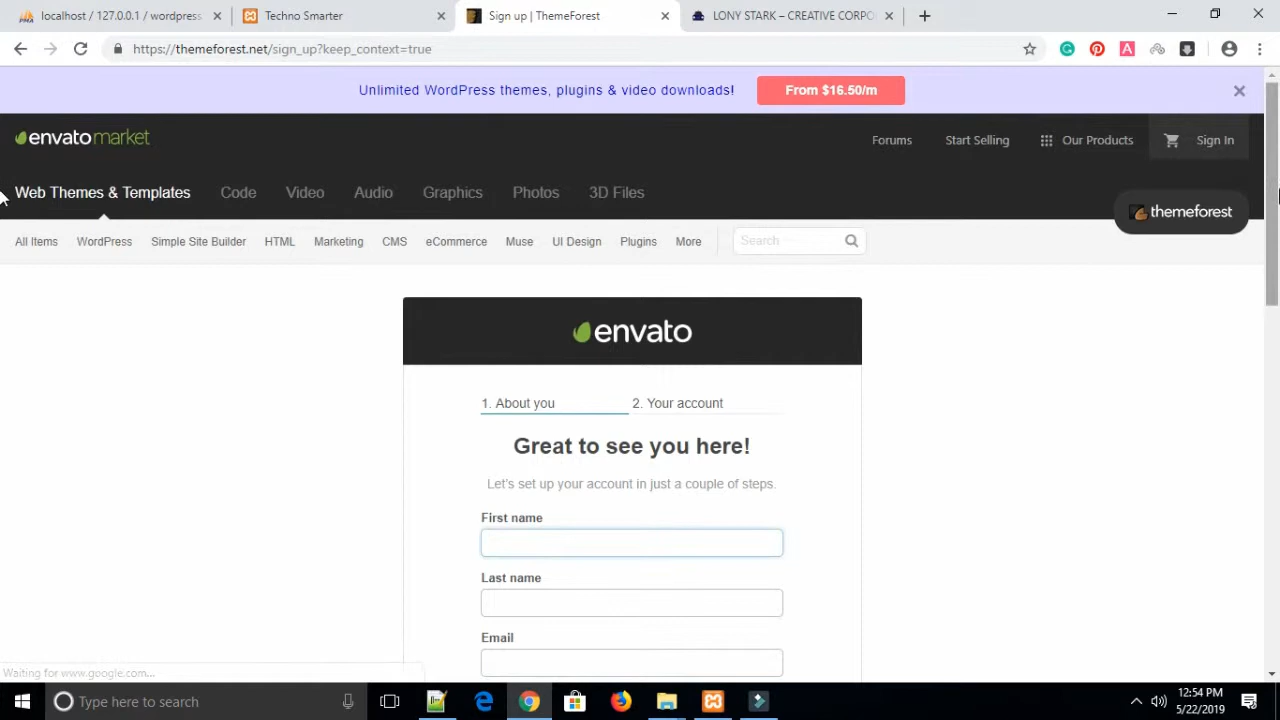 localhost / 127.0.0.1 / wordpress
Techno Smarter
Sign up | ThemeForest
LONY STARK – CREATIVE CORPO
https://themeforest.net/sign_up?keep_context=true
Unlimited WordPress themes, plugins & video downloads!
From $16.50/m
envatomarket
Forums
Start Selling
Our Products
Sign In
Web Themes & Templates
Code
Video
Audio
Graphics
Photos
3D Files
themeforest
All Items
WordPress
Simple Site Builder
HTML
Marketing
CMS
eCommerce
Muse
UI Design
Plugins
More
Search
envato
1. About you
2. Your account
Great to see you here!
Let's set up your account in just a couple of steps.
First name
Last name
Email
Waiting for www.google.com...
Type here to search
12:54 PM
5/22/2019